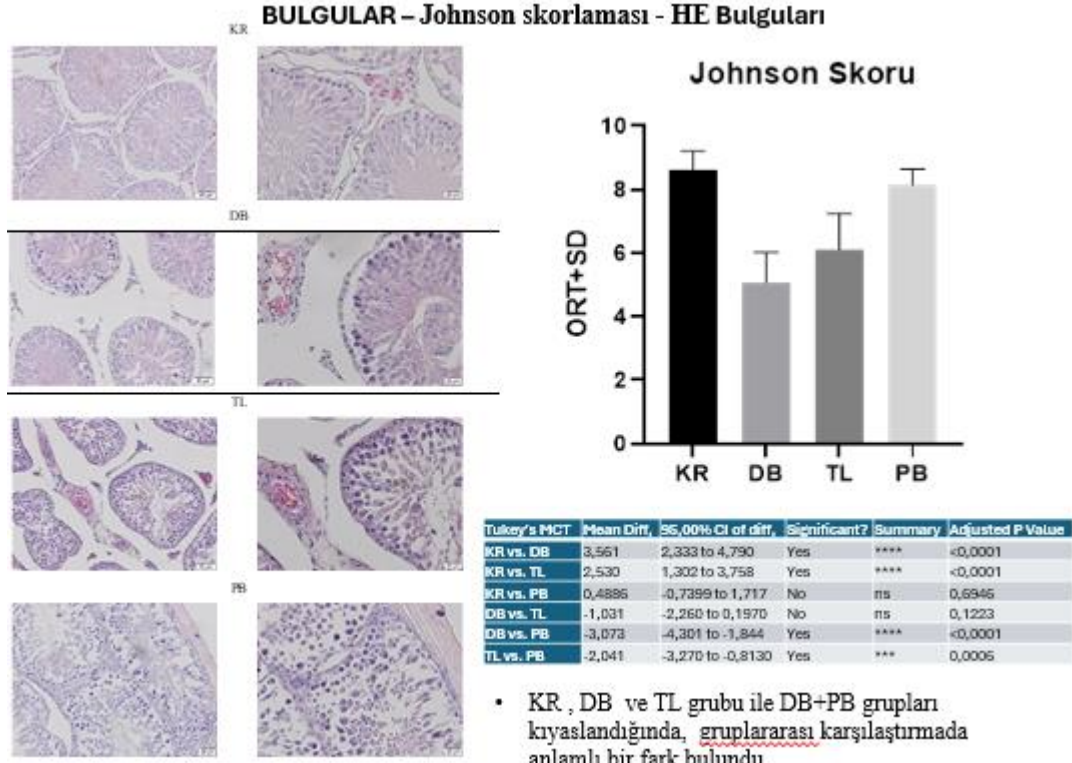 BULGULAR – Johnson skorlaması - HE Bulguları
KR
DB
TL
PB
Johnson Skoru
ORT+SD
10
8
6
4
2
0
KR DB TL PB
Tukey's MCT Mean Diff, 95,00% CI of diff, Significant? Summary Adjusted P Value
KR vs. DB 3,561 2,333 to 4,790 Yes **** <0,0001
KR vs. TL 2,530 1,302 to 3,758 Yes **** <0,0001
KR vs. PB 0,4886 -0,7399 to 1,717 No ns 0,6946
DB vs. TL -1,031 -2,260 to 0,1970 No ns 0,1223
DB vs. PB -3,073 -4,301 to -1,844 Yes **** <0,0001
TL vs. PB -2,041 -3,270 to -0,8130 Yes *** 0,0006
• KR , DB ve TL grubu ile DB+PB grupları
kıyaslandığında, gruplararası karşılaştırmada
anlamlı bir fark bulundu